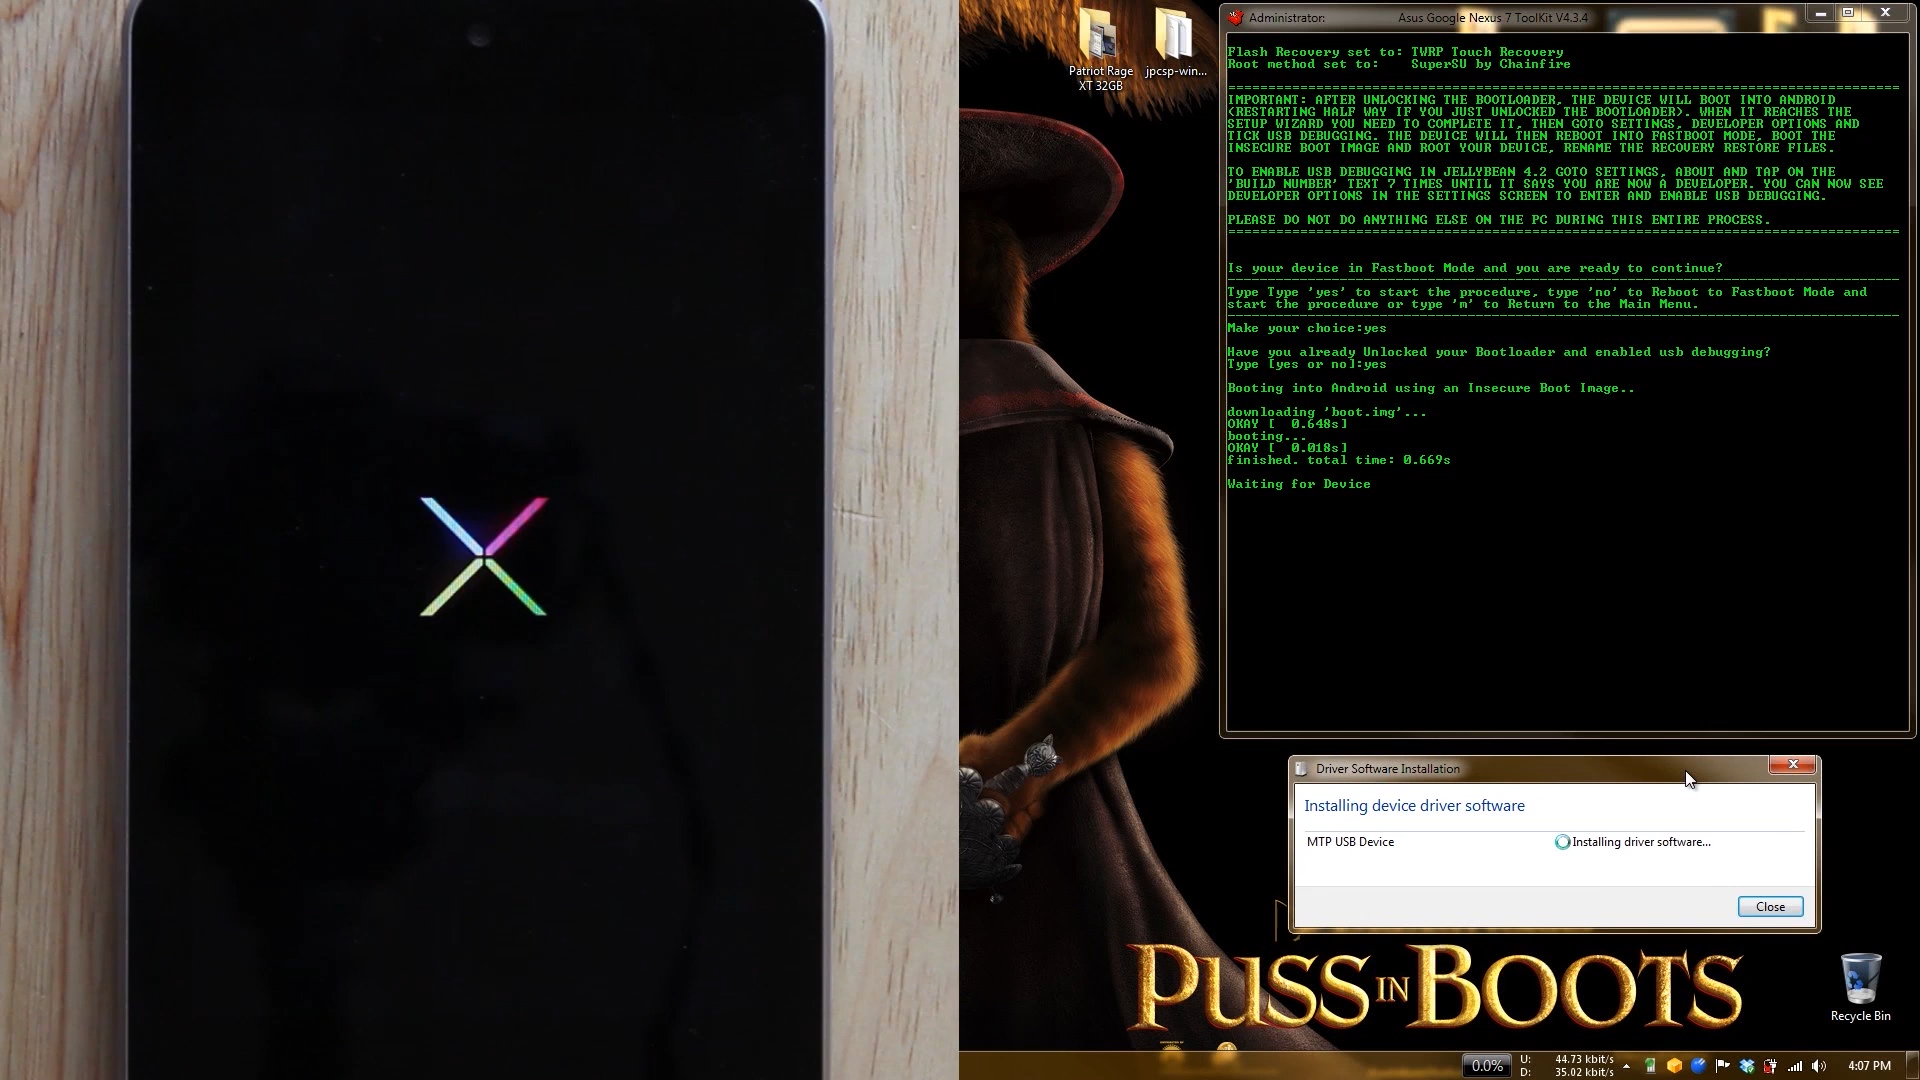 Patriot Rage
XT 32GB
jpcsp-win...
Administrator: Asus Google Nexus 7 ToolKit V4.3.4
Flash Recovery set to: TWRP Touch Recovery
Root method set to: SuperSU by Chainfire
IMPORTANT: AFTER UNLOCKING THE BOOTLOADER, THE DEVICE WILL BOOT INTO ANDROID
(RESTARTING HALF WAY IF YOU JUST UNLOCKED THE BOOTLOADER). WHEN IT REACHES THE
SETUP WIZARD YOU NEED TO COMPLETE IT, THEN GOTO SETTINGS, DEVELOPER OPTIONS AND
TICK USB DEBUGGING. THE DEVICE WILL THEN REBOOT INTO FASTBOOT MODE, BOOT THE
INSECURE BOOT IMAGE AND ROOT YOUR DEVICE, RENAME THE RECOVERY RESTORE FILES.
TO ENABLE USB DEBUGGING IN JELLYBEAN 4.2 GOTO SETTINGS, ABOUT AND TAP ON THE
'BUILD NUMBER' TEXT 7 TIMES UNTIL IT SAYS YOU ARE NOW A DEVELOPER. YOU CAN NOW SEE
DEVELOPER OPTIONS IN THE SETTINGS SCREEN TO ENTER AND ENABLE USB DEBUGGING.
PLEASE DO NOT DO ANYTHING ELSE ON THE PC DURING THIS ENTIRE PROCESS.
Is your device in Fastboot Mode and you are ready to continue?
Type Type 'yes' to start the procedure, type 'no' to Reboot to Fastboot Mode and
start the procedure or type 'm' to Return to the Main Menu.
Make your choice:yes
Have you already Unlocked your Bootloader and enabled usb debugging?
Type [yes or no]:yes
Booting into Android using an Insecure Boot Image..
downloading 'boot.img'...
OKAY [  0.648s]
booting...
OKAY [  0.018s]
finished. total time: 0.669s
Waiting for Device
Driver Software Installation
Installing device driver software
MTP USB Device Installing driver software...
Close
PUSS IN BOOTS
Recycle Bin
0.0% U: 44.73 kbit/s
D: 35.02 kbit/s
4:07 PM